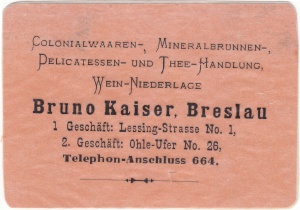 Colonialwaaren-, Mineralbrunnen-,
Delicatessen- und Thee-Handlung,
Wein-Niederlage
Bruno Kaiser, Breslau
1 Geschäft: Lessing-Strasse No. 1,
2. Geschäft: Ohle-Ufer No. 26,
Telephon-Anschluss 664.